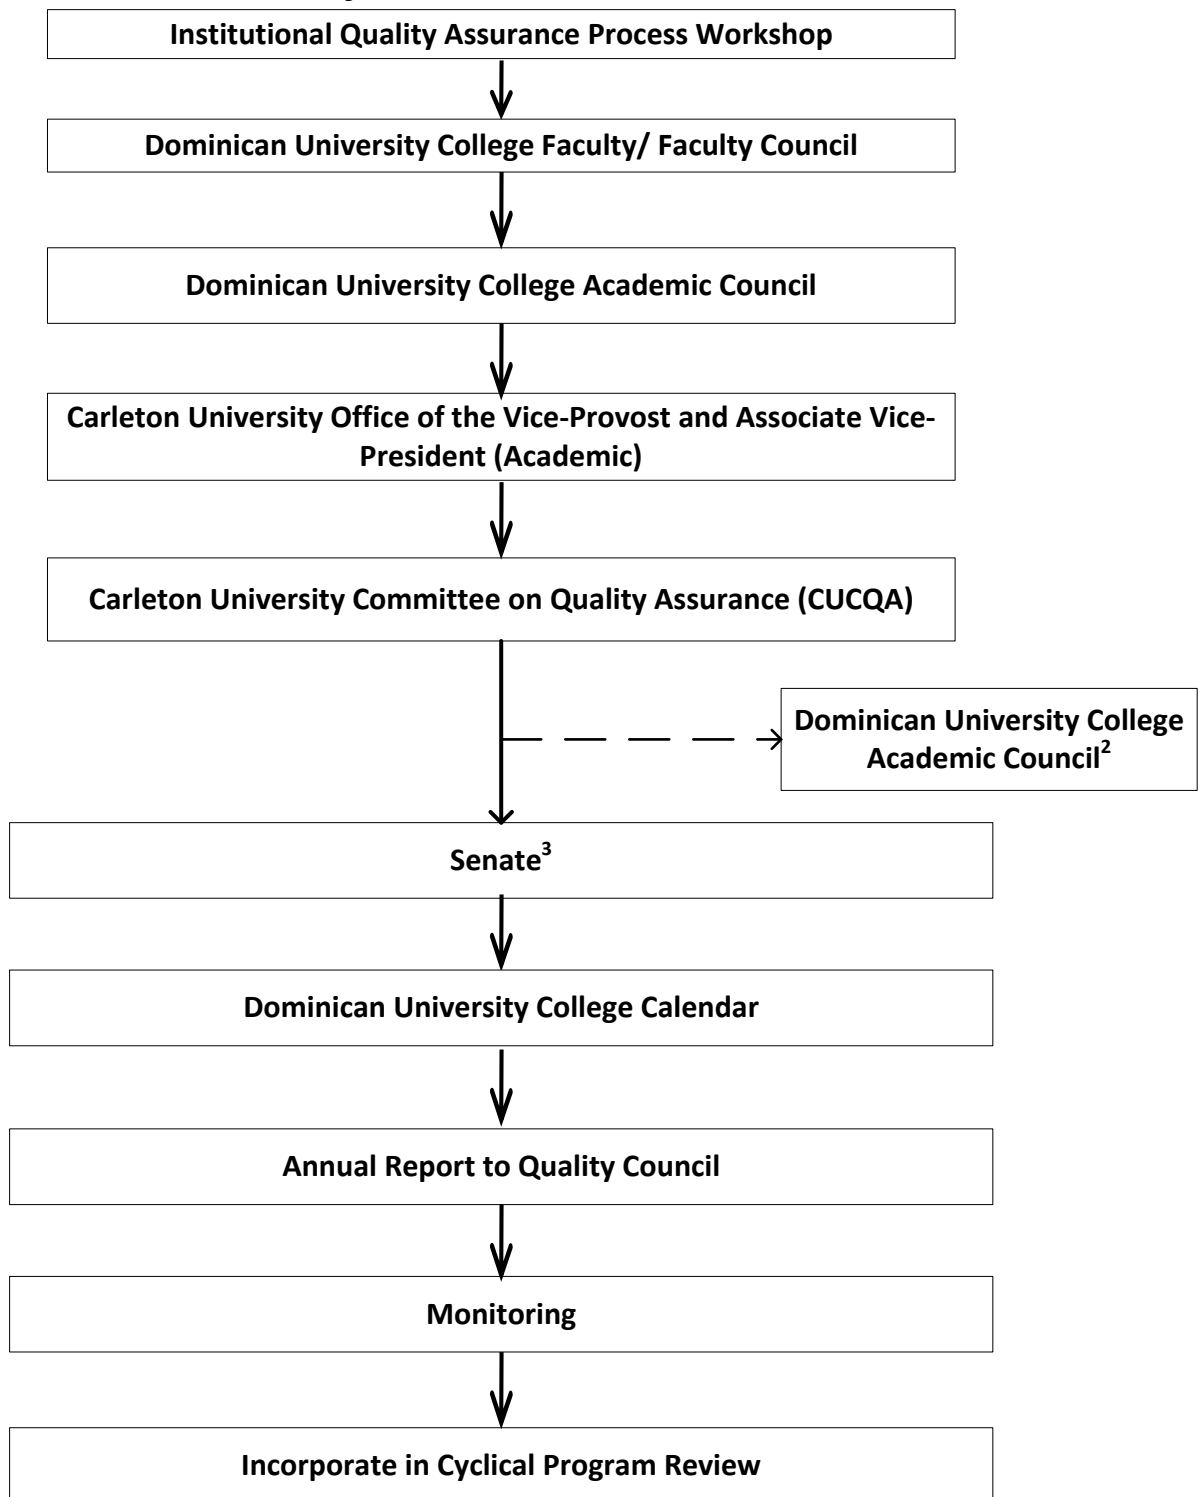 Institutional Quality Assurance Process Workshop
Dominican University College Faculty/ Faculty Council
Dominican University College Academic Council
Carleton University Office of the Vice-Provost and Associate Vice-
President (Academic)
Carleton University Committee on Quality Assurance (CUCQA)
Dominican University College
Academic Council²
Senate³
Dominican University College Calendar
Annual Report to Quality Council
Monitoring
Incorporate in Cyclical Program Review